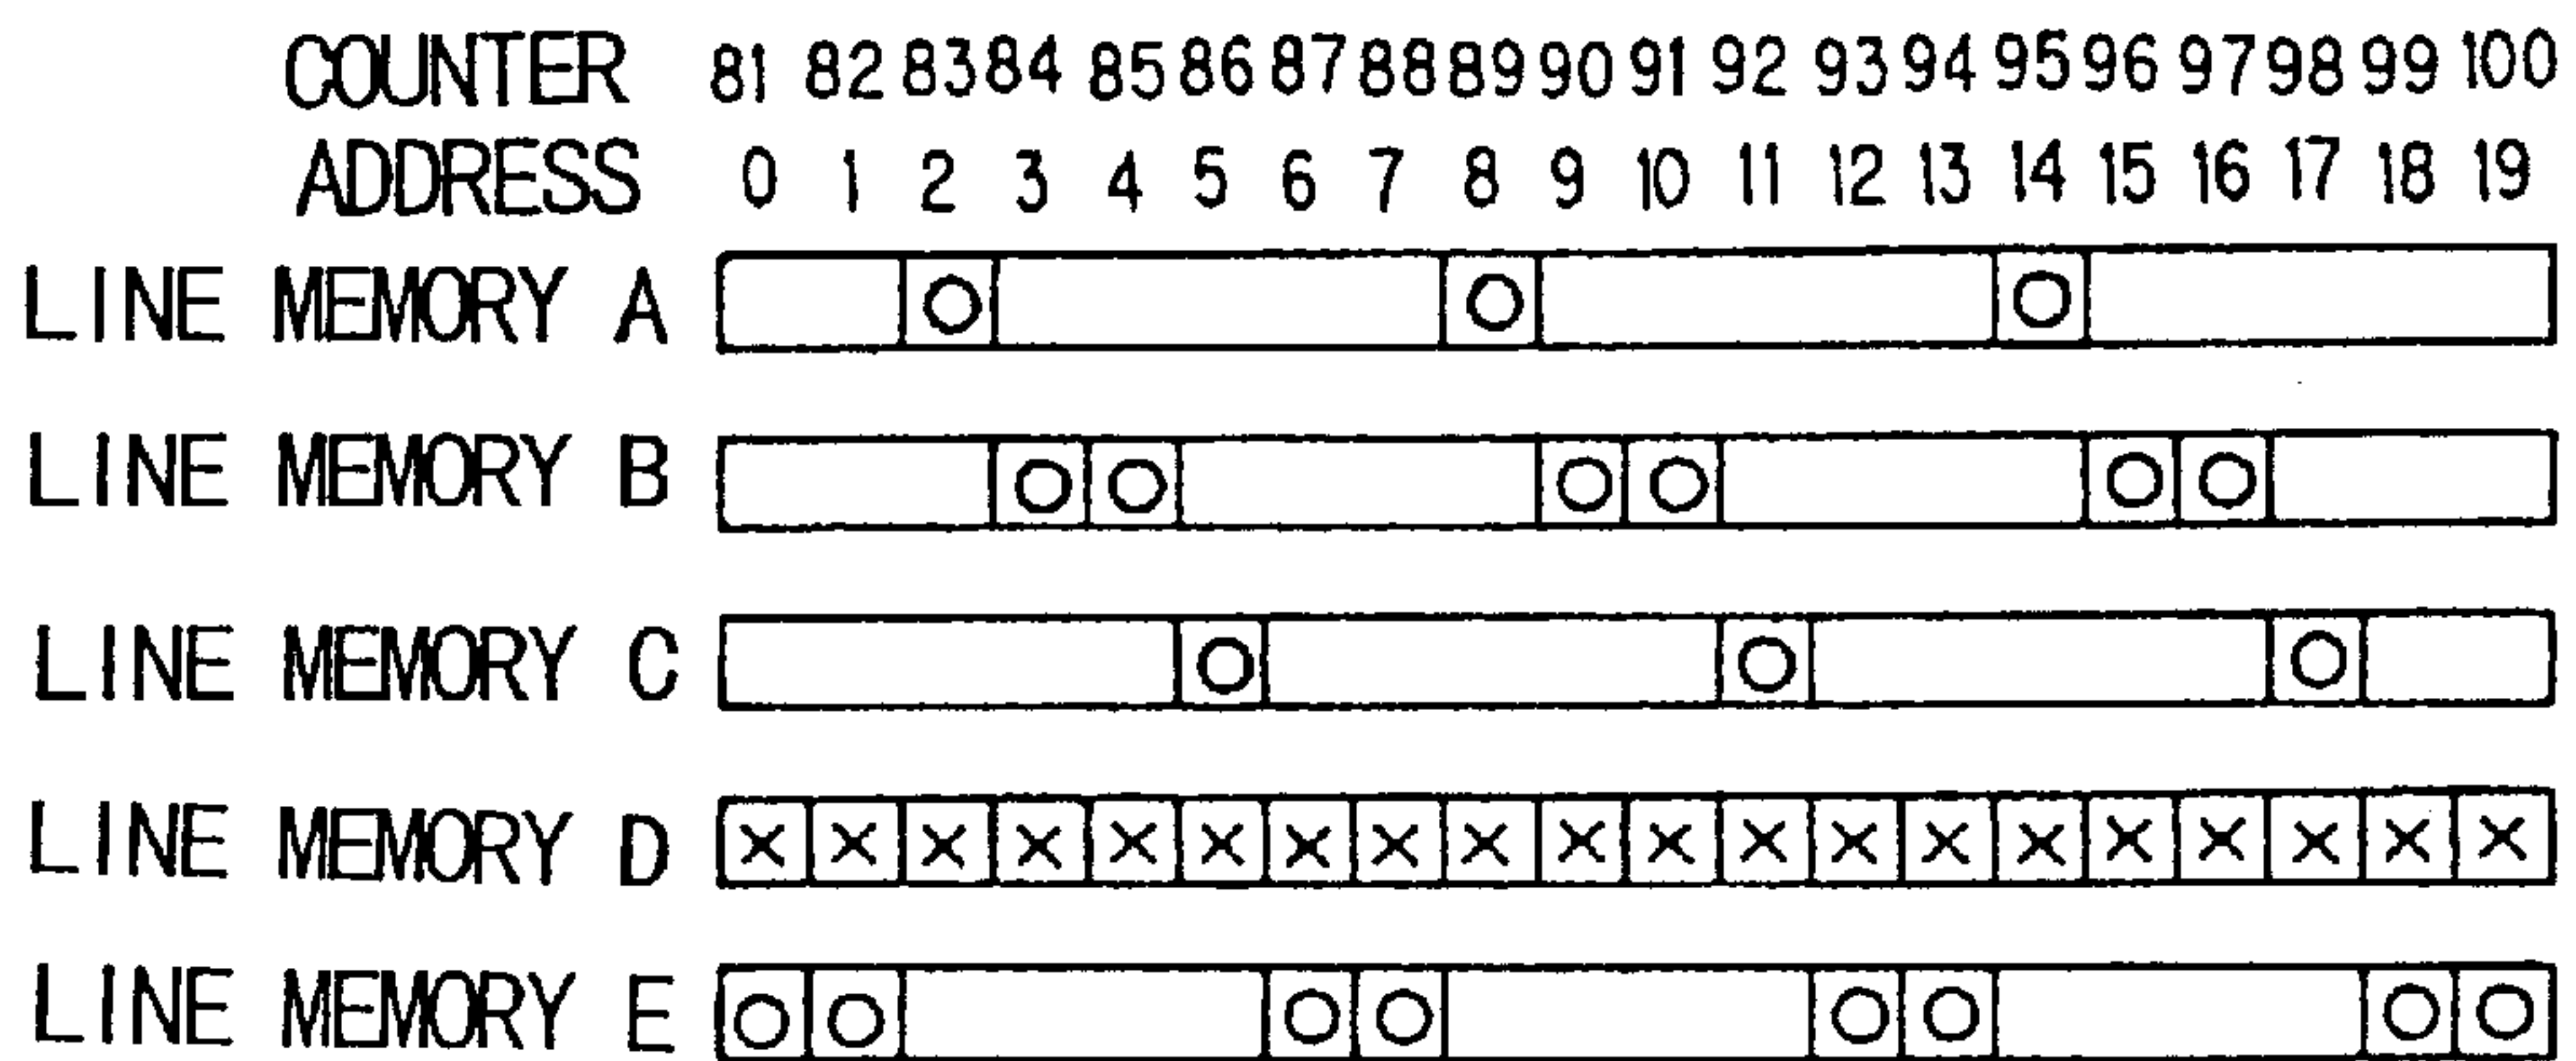 COUNTER 81 82 83 84 85 86 87 88 89 90 91 92 93 94 95 96 97 98 99 100
ADDRESS 0 1 2 3 4 5 6 7 8 9 10 11 12 13 14 15 16 17 18 19
LINE MEMORY A ○ ○ ○
LINE MEMORY B ○ ○ ○ ○ ○ ○
LINE MEMORY C ○ ○ ○
LINE MEMORY D × × × × × × × × × × × × × × × × × × × ×
LINE MEMORY E ○ ○ ○ ○ ○ ○ ○ ○